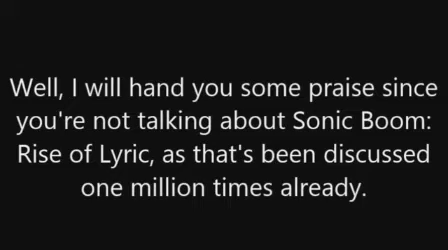 Well, I will hand you some praise since
you're not talking about Sonic Boom:
Rise of Lyric, as that's been discussed
one million times already.